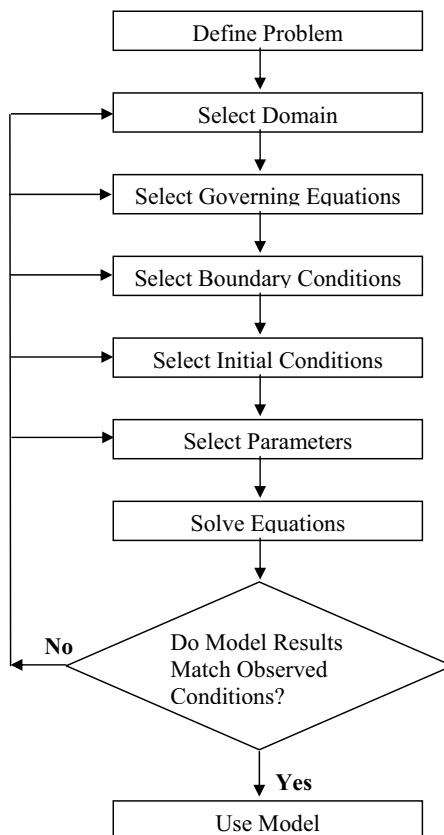 Define Problem
Select Domain
Select Governing Equations
Select Boundary Conditions
Select Initial Conditions
Select Parameters
Solve Equations
No
Do Model Results
Match Observed
Conditions?
Yes
Use Model